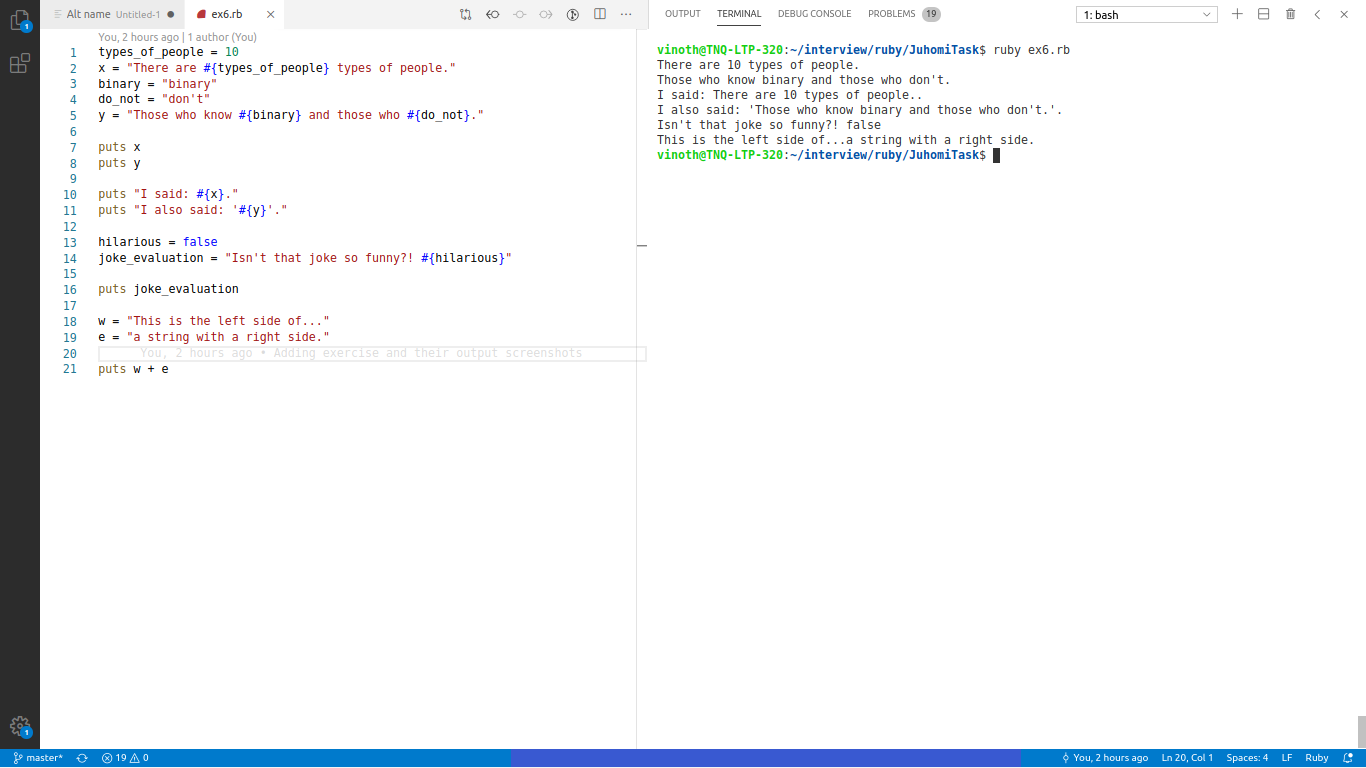 Alt name Untitled-1
ex6.rb
You, 2 hours ago | 1 author (You)
1 types_of_people = 10
2 x = "There are #{types_of_people} types of people."
3 binary = "binary"
4 do_not = "don't"
5 y = "Those who know #{binary} and those who #{do_not}."
6
7 puts x
8 puts y
9
10 puts "I said: #{x}."
11 puts "I also said: '#{y}'."
12
13 hilarious = false
14 joke_evaluation = "Isn't that joke so funny?! #{hilarious}"
15
16 puts joke_evaluation
17
18 w = "This is the left side of..."
19 e = "a string with a right side."
20 You, 2 hours ago • Adding exercise and their output screenshots
21 puts w + e
OUTPUT TERMINAL DEBUG CONSOLE PROBLEMS 19
1: bash
vinoth@TNQ-LTP-320:~/interview/ruby/JuhomiTask$ ruby ex6.rb
There are 10 types of people.
Those who know binary and those who don't.
I said: There are 10 types of people..
I also said: 'Those who know binary and those who don't.'.
Isn't that joke so funny?! false
This is the left side of...a string with a right side.
vinoth@TNQ-LTP-320:~/interview/ruby/JuhomiTask$
1
1
master* 19 0
You, 2 hours ago Ln 20, Col 1 Spaces: 4 LF Ruby